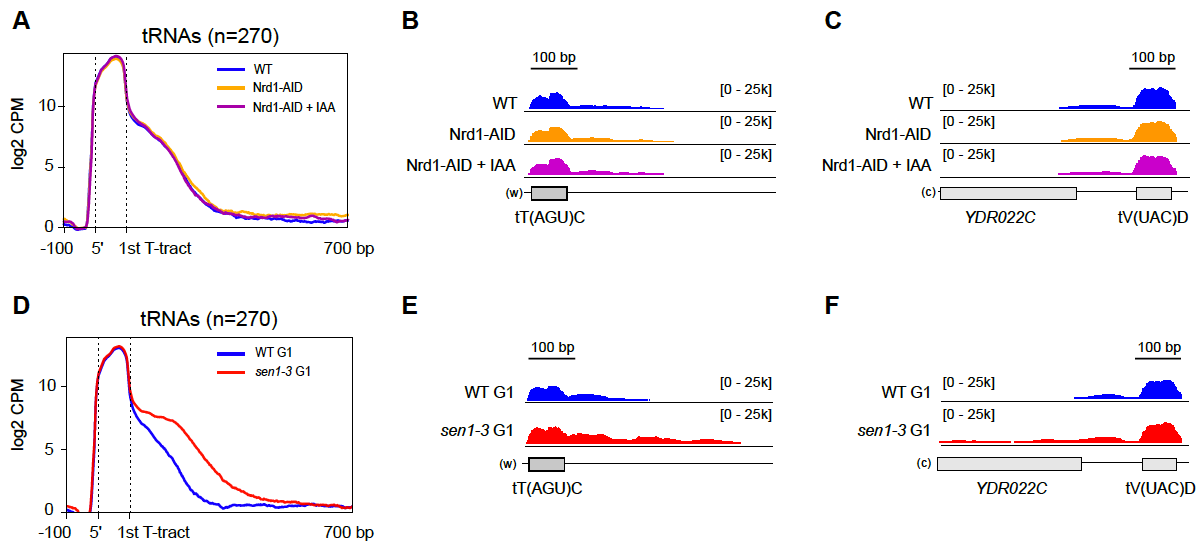 A
tRNAs (n=270)
log2 CPM
10
5
0
WT
Nrd1-AID
Nrd1-AID + IAA
-100
5'
1st T-tract
700 bp
B
100 bp
WT
[0 - 25k]
Nrd1-AID
[0 - 25k]
Nrd1-AID + IAA
[0 - 25k]
(w)
tT(AGU)C
C
100 bp
WT
[0 - 25k]
Nrd1-AID
[0 - 25k]
Nrd1-AID + IAA
[0 - 25k]
(c)
YDR022C
tV(UAC)D
D
tRNAs (n=270)
log2 CPM
10
5
0
WT G1
sen1-3 G1
-100
5'
1st T-tract
700 bp
E
100 bp
WT G1
[0 - 25k]
sen1-3 G1
[0 - 25k]
(w)
tT(AGU)C
F
100 bp
WT G1
[0 - 25k]
sen1-3 G1
[0 - 25k]
(c)
YDR022C
tV(UAC)D